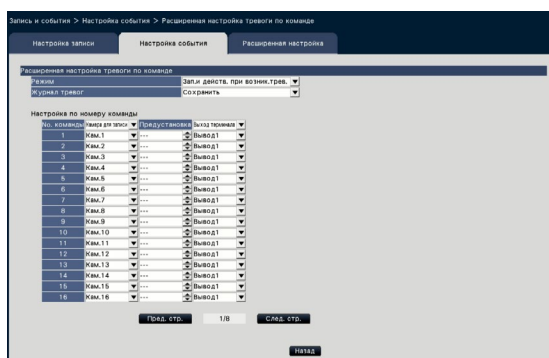 Запись и события > Настройка события > Расширенная настройка тревоги по команде
Настройка записи Настройка события Расширенная настройка
Расширенная настройка тревоги по команде
Режим Зап.и действ. при возник.трев.
Журнал тревог Сохранить
Настройка по номеру команды
No. команды Камера для записи Предустановка Выход терминала
1 Кам.1 --- Вывод1
2 Кам.2 --- Вывод1
3 Кам.3 --- Вывод1
4 Кам.4 --- Вывод1
5 Кам.5 --- Вывод1
6 Кам.6 --- Вывод1
7 Кам.7 --- Вывод1
8 Кам.8 --- Вывод1
9 Кам.9 --- Вывод1
10 Кам.10 --- Вывод1
11 Кам.11 --- Вывод1
12 Кам.12 --- Вывод1
13 Кам.13 --- Вывод1
14 Кам.14 --- Вывод1
15 Кам.15 --- Вывод1
16 Кам.16 --- Вывод1
Пред. стр. 1/8 След. стр.
Назад